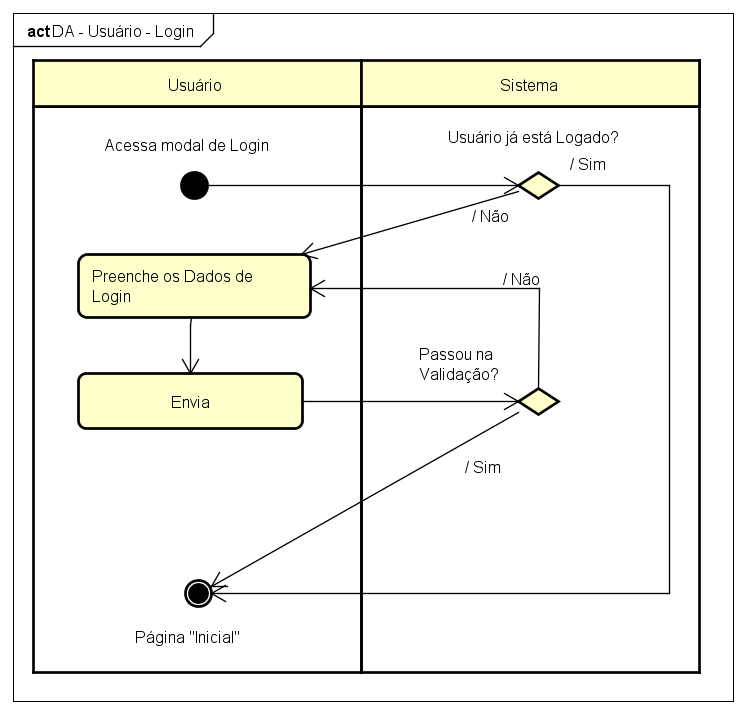 act DA - Usuário - Login
Usuário
Sistema
Usuário já está Logado?
Acessa modal de Login
/ Sim
/ Não
Preenche os Dados de
Login
/ Não
Passou na
Validação?
Envia
/ Sim
Página "Inicial"